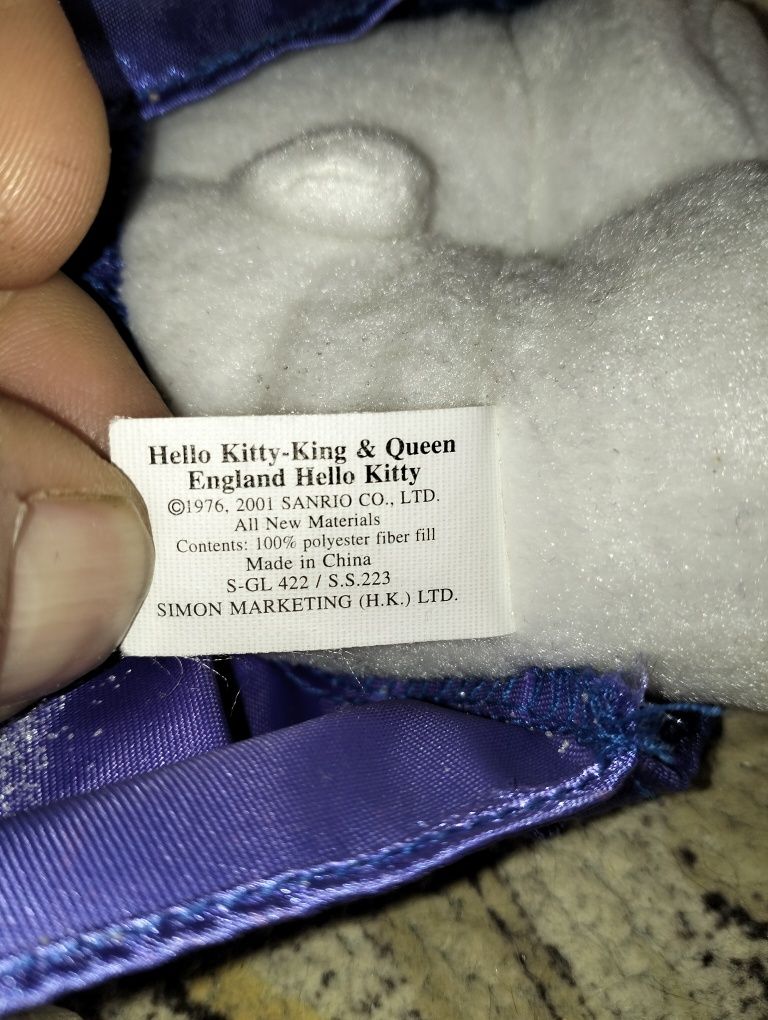 Hello Kitty-King & Queen
England Hello Kitty
©1976, 2001 SANRIO CO., LTD.
All New Materials
Contents: 100% polyester fiber fill
Made in China
S-GL 422 / S.S.223
SIMON MARKETING (H.K.) LTD.